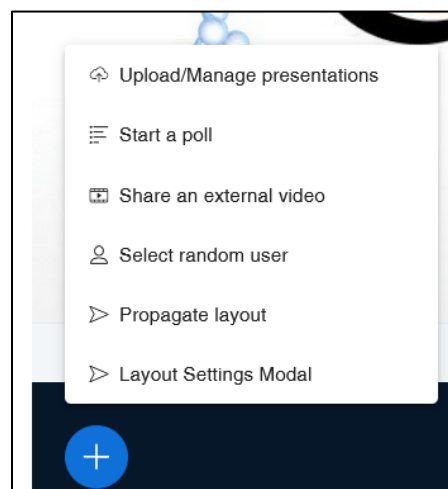 Upload/Manage presentations
Start a poll
Share an external video
Select random user
Propagate layout
Layout Settings Modal